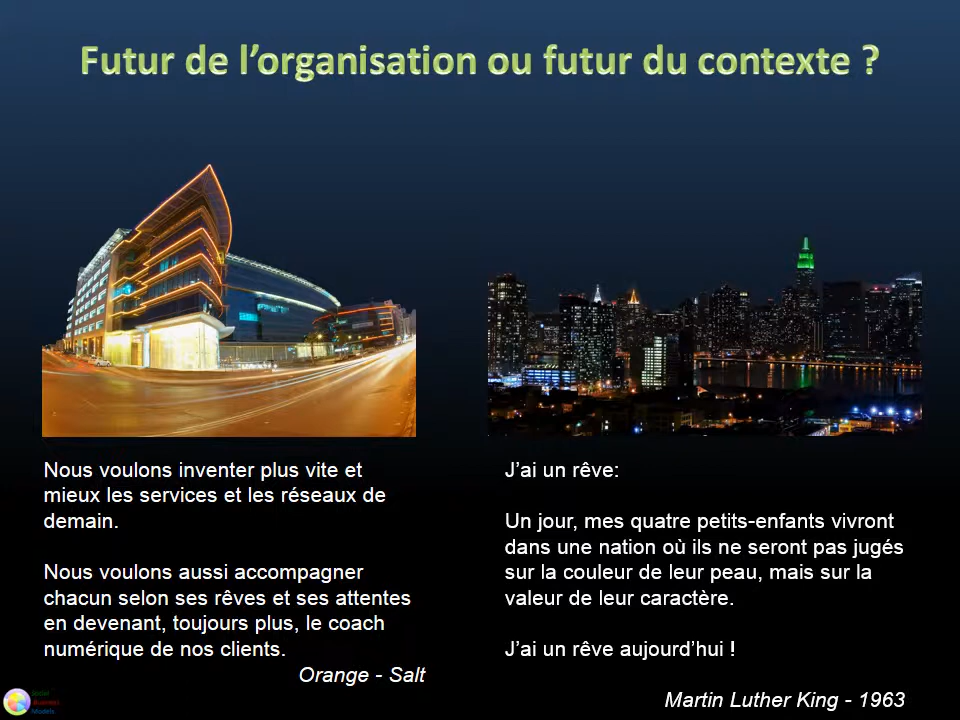 Futur de l’organisation ou futur du contexte ?
Nous voulons inventer plus vite et
mieux les services et les réseaux de
demain.
Nous voulons aussi accompagner
chacun selon ses rêves et ses attentes
en devenant, toujours plus, le coach
numérique de nos clients.
Orange - Salt
J’ai un rêve:
Un jour, mes quatre petits-enfants vivront
dans une nation où ils ne seront pas jugés
sur la couleur de leur peau, mais sur la
valeur de leur caractère.
J’ai un rêve aujourd’hui !
Martin Luther King - 1963
Social
Business
Models